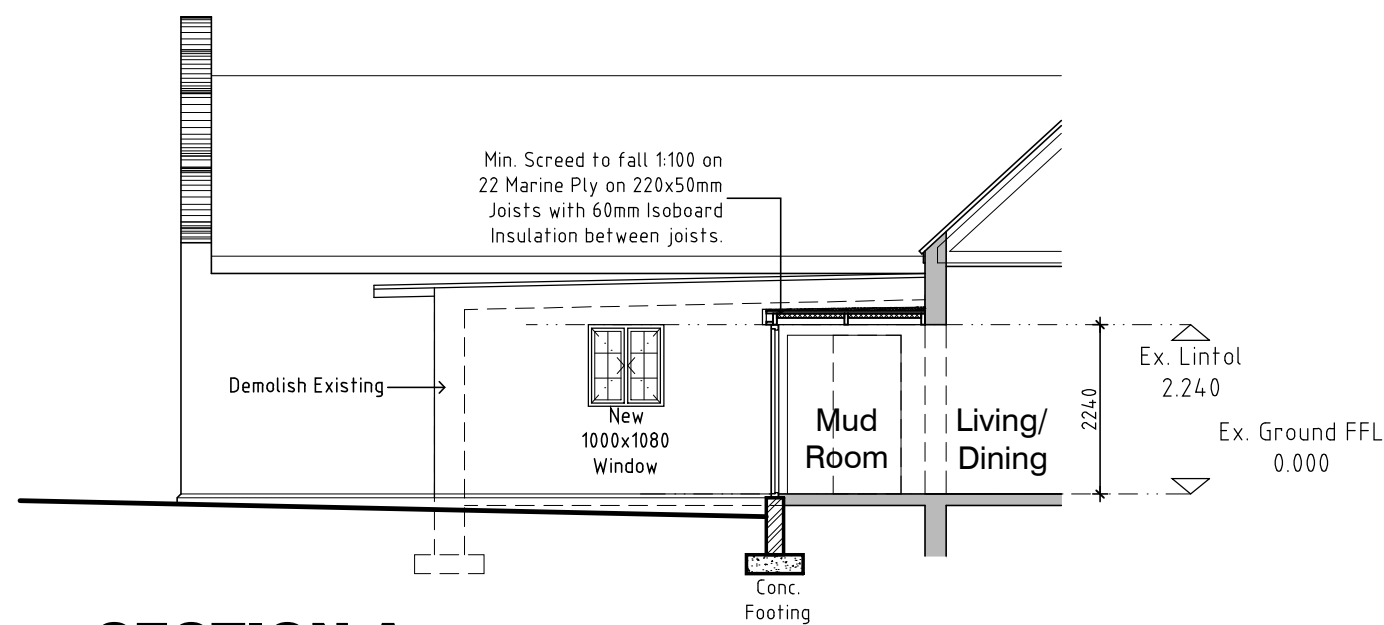 Min. Screed to fall 1:100 on
22 Marine Ply on 220x50mm
Joists with 60mm Isoboard
Insulation between joists.
Demolish Existing
New
1000x1080
Window
Mud
Room
Living/
Dining
2240
Ex. Lintol
2.240
Ex. Ground FFL
0.000
Conc.
Footing
SECTION A